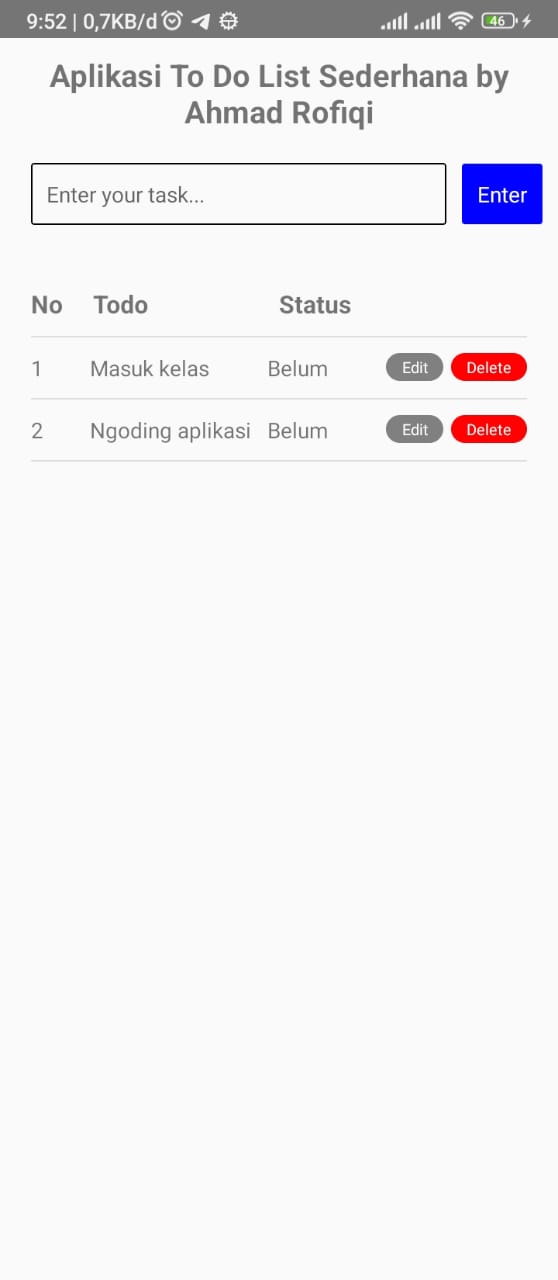 9:52 | 0,7KB/d 46
Aplikasi To Do List Sederhana by
Ahmad Rofiqi
Enter your task... Enter
No Todo Status
1 Masuk kelas Belum Edit Delete
2 Ngoding aplikasi Belum Edit Delete